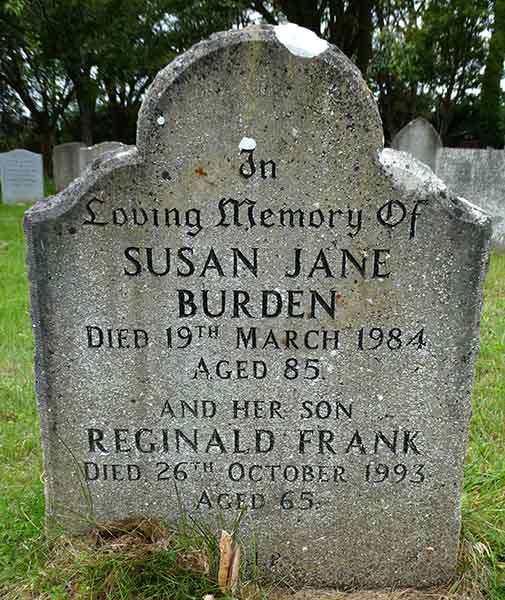 In
Loving Memory Of
SUSAN JANE
BURDEN
DIED 19TH MARCH 1984
AGED 85.
AND HER SON
REGINALD FRANK
DIED 26TH OCTOBER 1993
AGED 65.